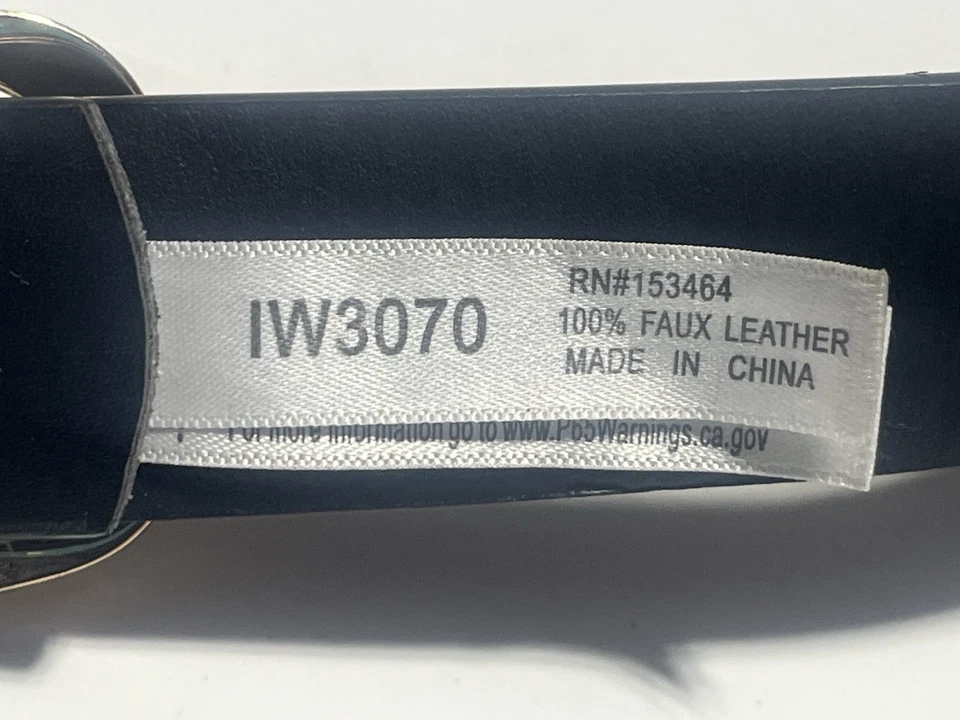 IW3070
RN#153464
100% FAUX LEATHER
MADE IN CHINA
For more information go to www.P65Warnings.ca.gov